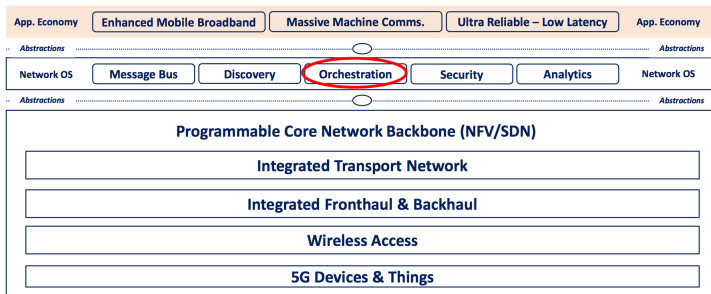 App. Economy Enhanced Mobile Broadband Massive Machine Comms. Ultra Reliable – Low Latency App. Economy
Abstractions Abstractions
Network OS Message Bus Discovery Orchestration Security Analytics Network OS
Abstractions Abstractions
Programmable Core Network Backbone (NFV/SDN)
Integrated Transport Network
Integrated Fronthaul & Backhaul
Wireless Access
5G Devices & Things